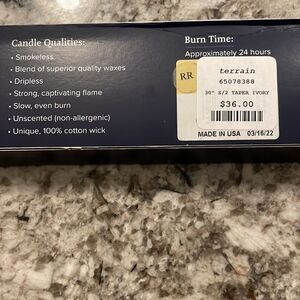 Candle Qualities:
• Smokeless
• Blend of superior quality waxes
• Dripless
• Strong, captivating flame
• Slow, even burn
• Unscented (non-allergenic)
• Unique, 100% cotton wick
Burn Time:
Approximately 24 hours
RR
terrain
65078388
30" S/2 TAPER IVORY
$36.00
MADE IN USA 03/16/22